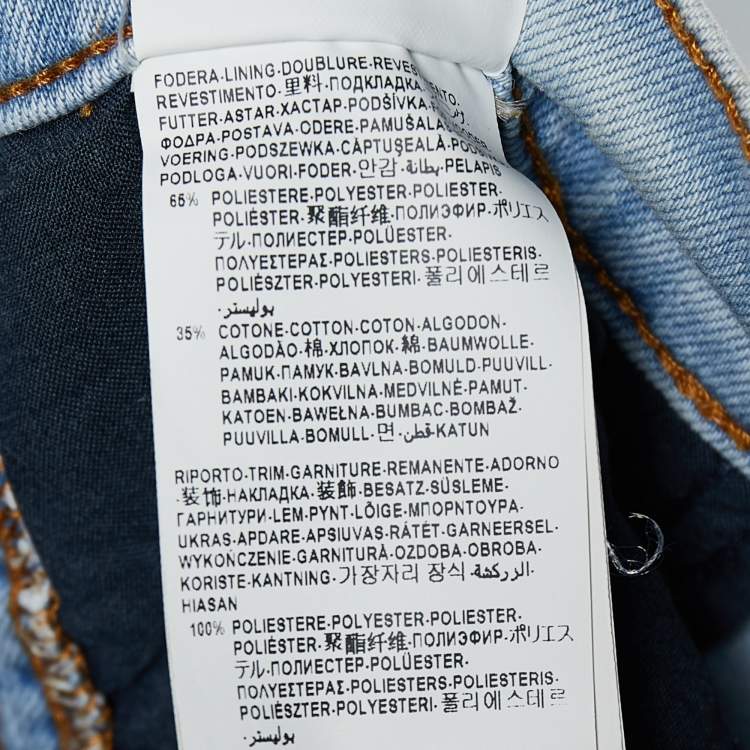 FODERA·LINING·DOUBLURE·REVES
REVESTIMENTO·里料·ПОДКЛАДКА
FUTTER·ASTAR·ХАСТАР·PODŠÍVKA
ΦΟΔΡΑ·POSTAVA·ODERE·PAMUŠALAS
VOERING·PODSZEWKA·CĂPTUȘEALĂ·PODS
PODLOGA·VUORI·FODER·안감·بطانة·PELAPIS
65% POLIESTERE·POLYESTER·POLIESTER·
POLIÉSTER·聚酯纤维·ПОЛИЭФИР·ポリエス
テル·ПОЛИЕСТЕР·POLÜESTER·
ΠΟΛΥΕΣΤΕΡΑΣ·POLIESTERS·POLIESTERIS·
POLIÉSZTER·POLYESTERI·폴리에스테르
·بوليستر
35% COTONE·COTTON·COTON·ALGODON·
ALGODÃO·棉·ХЛОПОК·綿·BAUMWOLLE·
PAMUK·ПАМУК·BAVLNA·BOMULD·PUUVILL·
BAMBAKI·KOKVILNA·MEDVILNĖ·PAMUT·
KATOEN·BAWEŁNA·BUMBAC·BOMBAŽ·
PUUVILLA·BOMULL·면·قطن·KATUN
RIPORTO·TRIM·GARNITURE·REMANENTE·ADORNO
·装饰·НАКЛАДКА·装飾·BESATZ·SÜSLEME·
ГАРНИТУРИ·LEM·PYNT·LÕIGE·ΜΠΟΡΝΤΟΥΡΑ·
UKRAS·APDARE·APSIUVAS·RÁTÉT·GARNEERSEL·
WYKOŃCZENIE·GARNITURĂ·OZDOBA·OBROBA·
KORISTE·KANTNING·가장자리 장식·الزركشة·
HIASAN
100% POLIESTERE·POLYESTER·POLIESTER·
POLIÉSTER·聚酯纤维·ПОЛИЭФИР·ポリエス
テル·ПОЛИЕСТЕР·POLÜESTER·
ΠΟΛΥΕΣΤΕΡΑΣ·POLIESTERS·POLIESTERIS·
POLIÉSZTER·POLYESTERI·폴리에스테르
·بوليستر